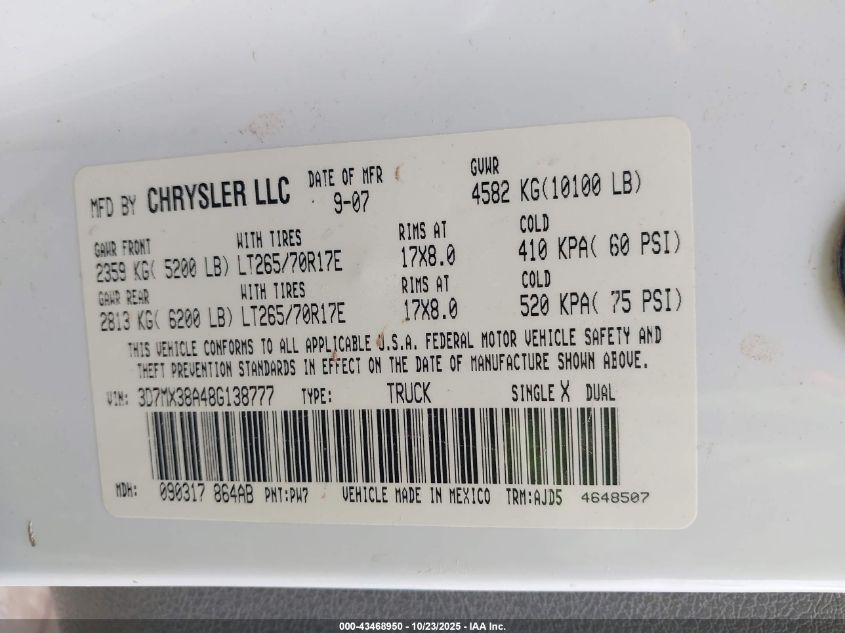 MFD BY CHRYSLER LLC DATE OF MFR 9-07 GVWR 4582 KG(10100 LB)
GAWR FRONT WITH TIRES RIMS AT COLD
2359 KG( 5200 LB) LT265/70R17E 17X8.0 410 KPA( 60 PSI)
GAWR REAR WITH TIRES RIMS AT COLD
2813 KG( 6200 LB) LT265/70R17E 17X8.0 520 KPA( 75 PSI)
THIS VEHICLE CONFORMS TO ALL APPLICABLE U.S.A. FEDERAL MOTOR VEHICLE SAFETY AND
THEFT PREVENTION STANDARDS IN EFFECT ON THE DATE OF MANUFACTURE SHOWN ABOVE.
VIN: 3D7MX38A48G138777 TYPE: TRUCK SINGLE X DUAL
MDH: 090317 864AB PNT:PW7 VEHICLE MADE IN MEXICO TRM:AJD5 4648507
000-43468950 - 10/23/2025 - IAA Inc.